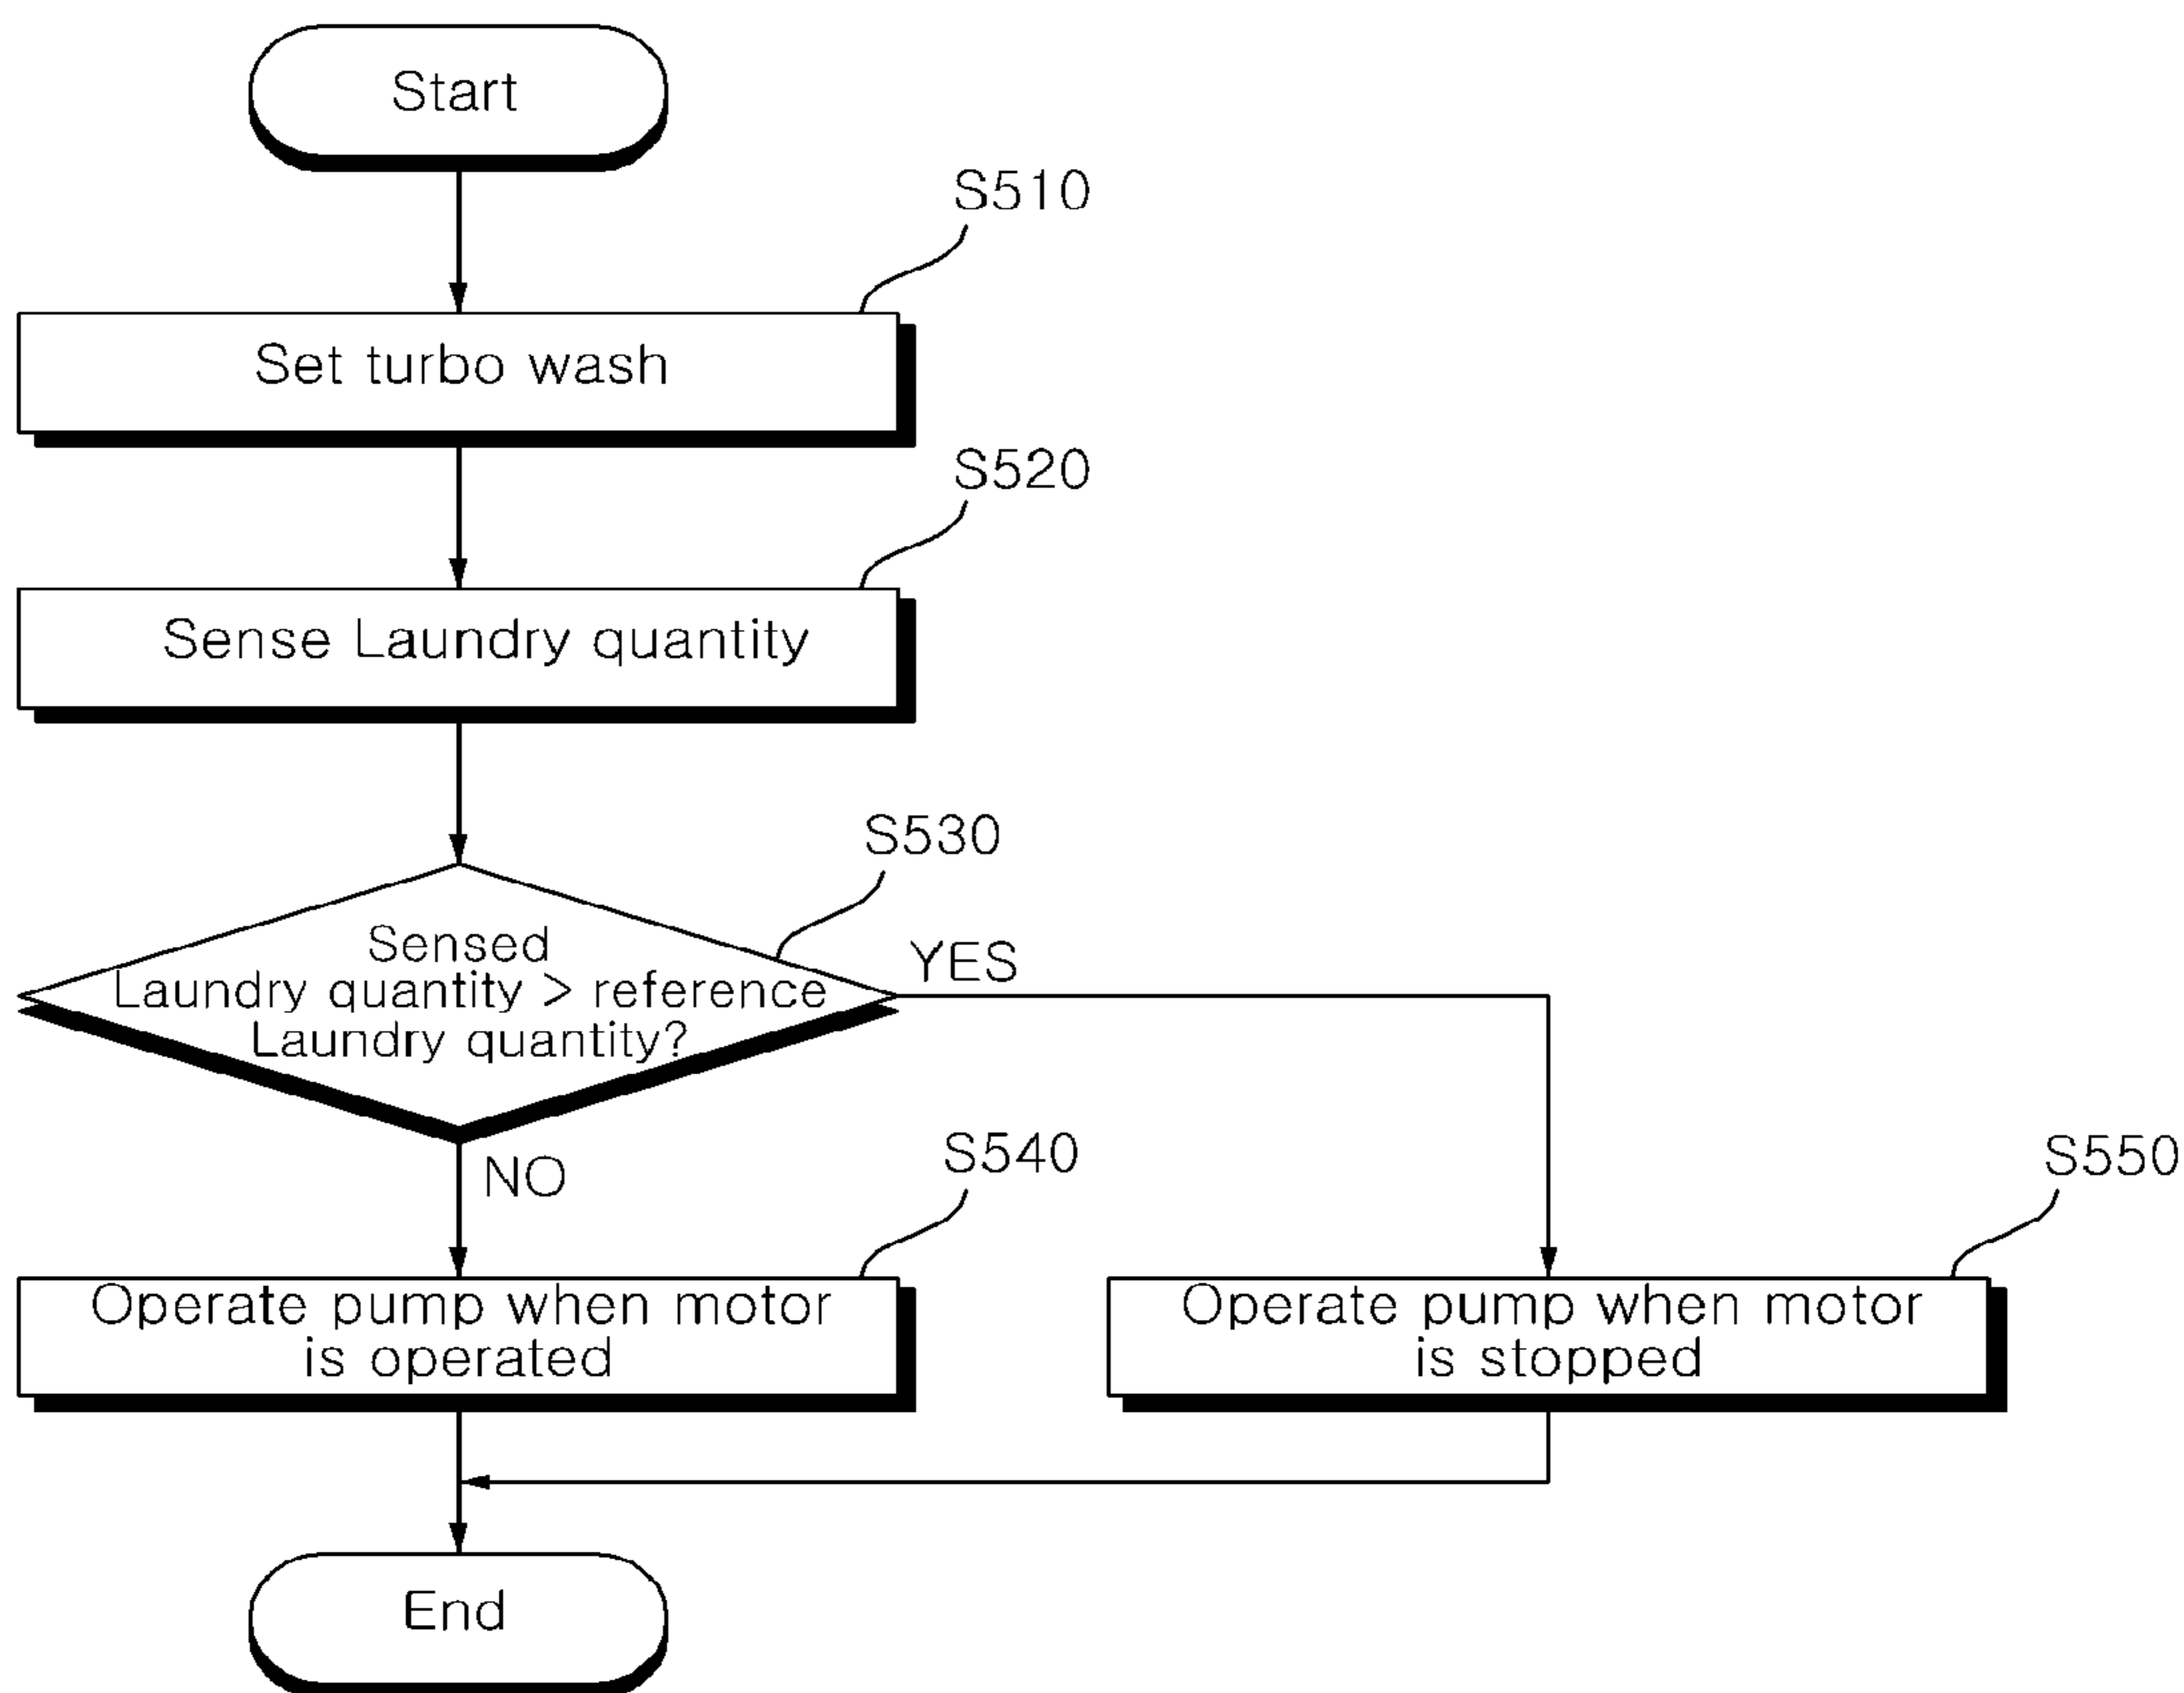 Start
S510
Set turbo wash
S520
Sense Laundry quantity
S530
Sensed
Laundry quantity > reference
Laundry quantity?
YES
NO
S540
S550
Operate pump when motor
is operated
Operate pump when motor
is stopped
End